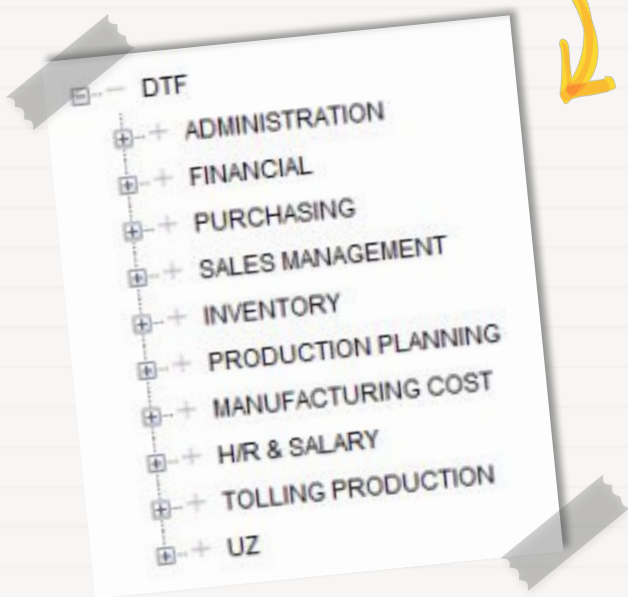 DTF
ADMINISTRATION
FINANCIAL
PURCHASING
SALES MANAGEMENT
INVENTORY
PRODUCTION PLANNING
MANUFACTURING COST
H/R & SALARY
TOLLING PRODUCTION
UZ